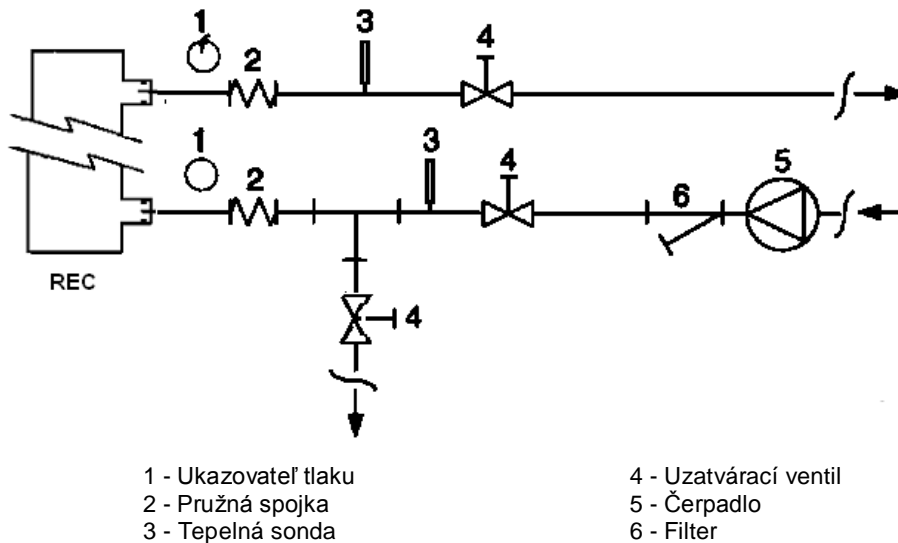 1
2
3
4
1
2
3
4
6
5
REC
4
1 - Ukazovateľ tlaku
2 - Pružná spojka
3 - Tepelná sonda
4 - Uzatvárací ventil
5 - Čerpadlo
6 - Filter